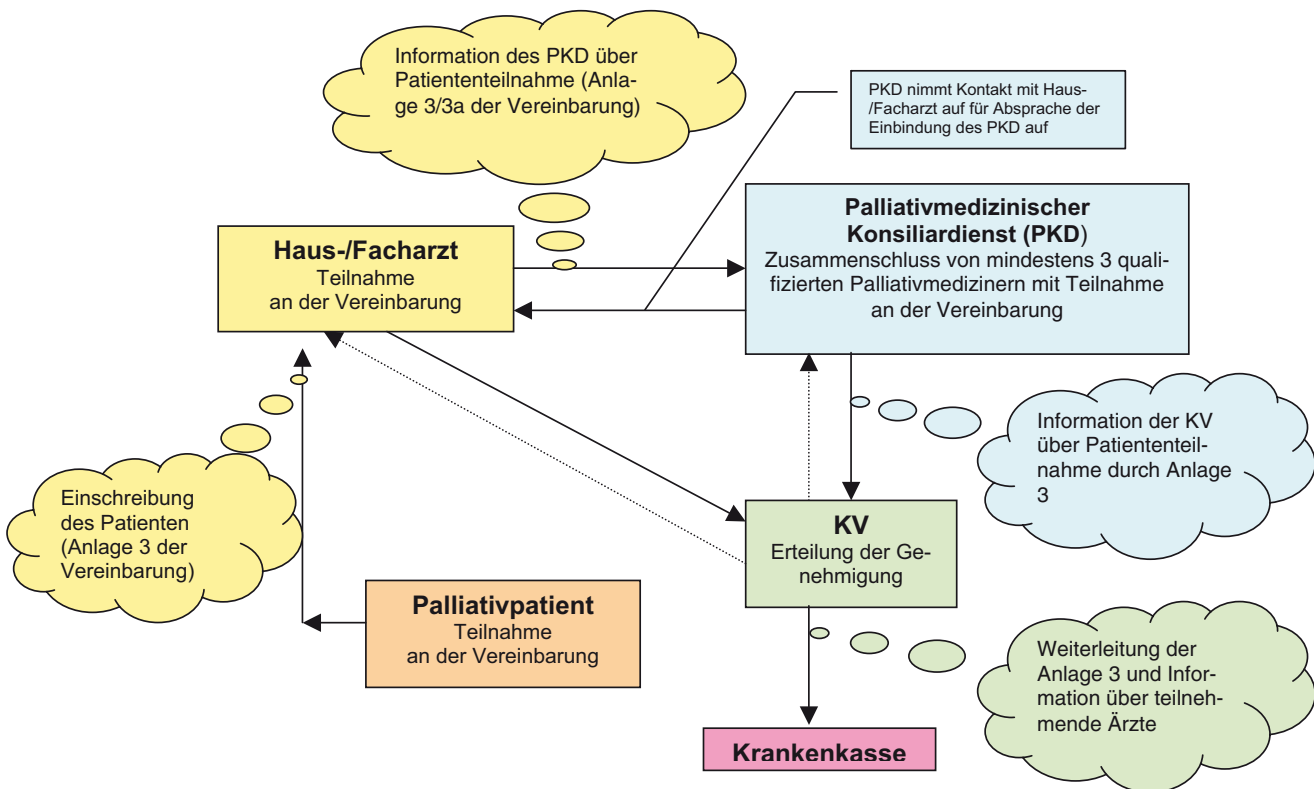 Information des PKD über
Patiententeilnahme (Anla-
ge 3/3a der Vereinbarung)
PKD nimmt Kontakt mit Haus-
/Facharzt auf für Absprache der
Einbindung des PKD auf
Haus-/Facharzt
Teilnahme
an der Vereinbarung
Palliativmedizinischer
Konsiliardienst (PKD)
Zusammenschluss von mindestens 3 quali-
fizierten Palliativmedizinern mit Teilnahme
an der Vereinbarung
Information der KV
über Patiententeil-
nahme durch Anlage
3
Einschreibung
des Patienten
(Anlage 3 der
Vereinbarung)
KV
Erteilung der Ge-
nehmigung
Palliativpatient
Teilnahme
an der Vereinbarung
Weiterleitung der
Anlage 3 und Infor-
mation über teilneh-
mende Ärzte
Krankenkasse